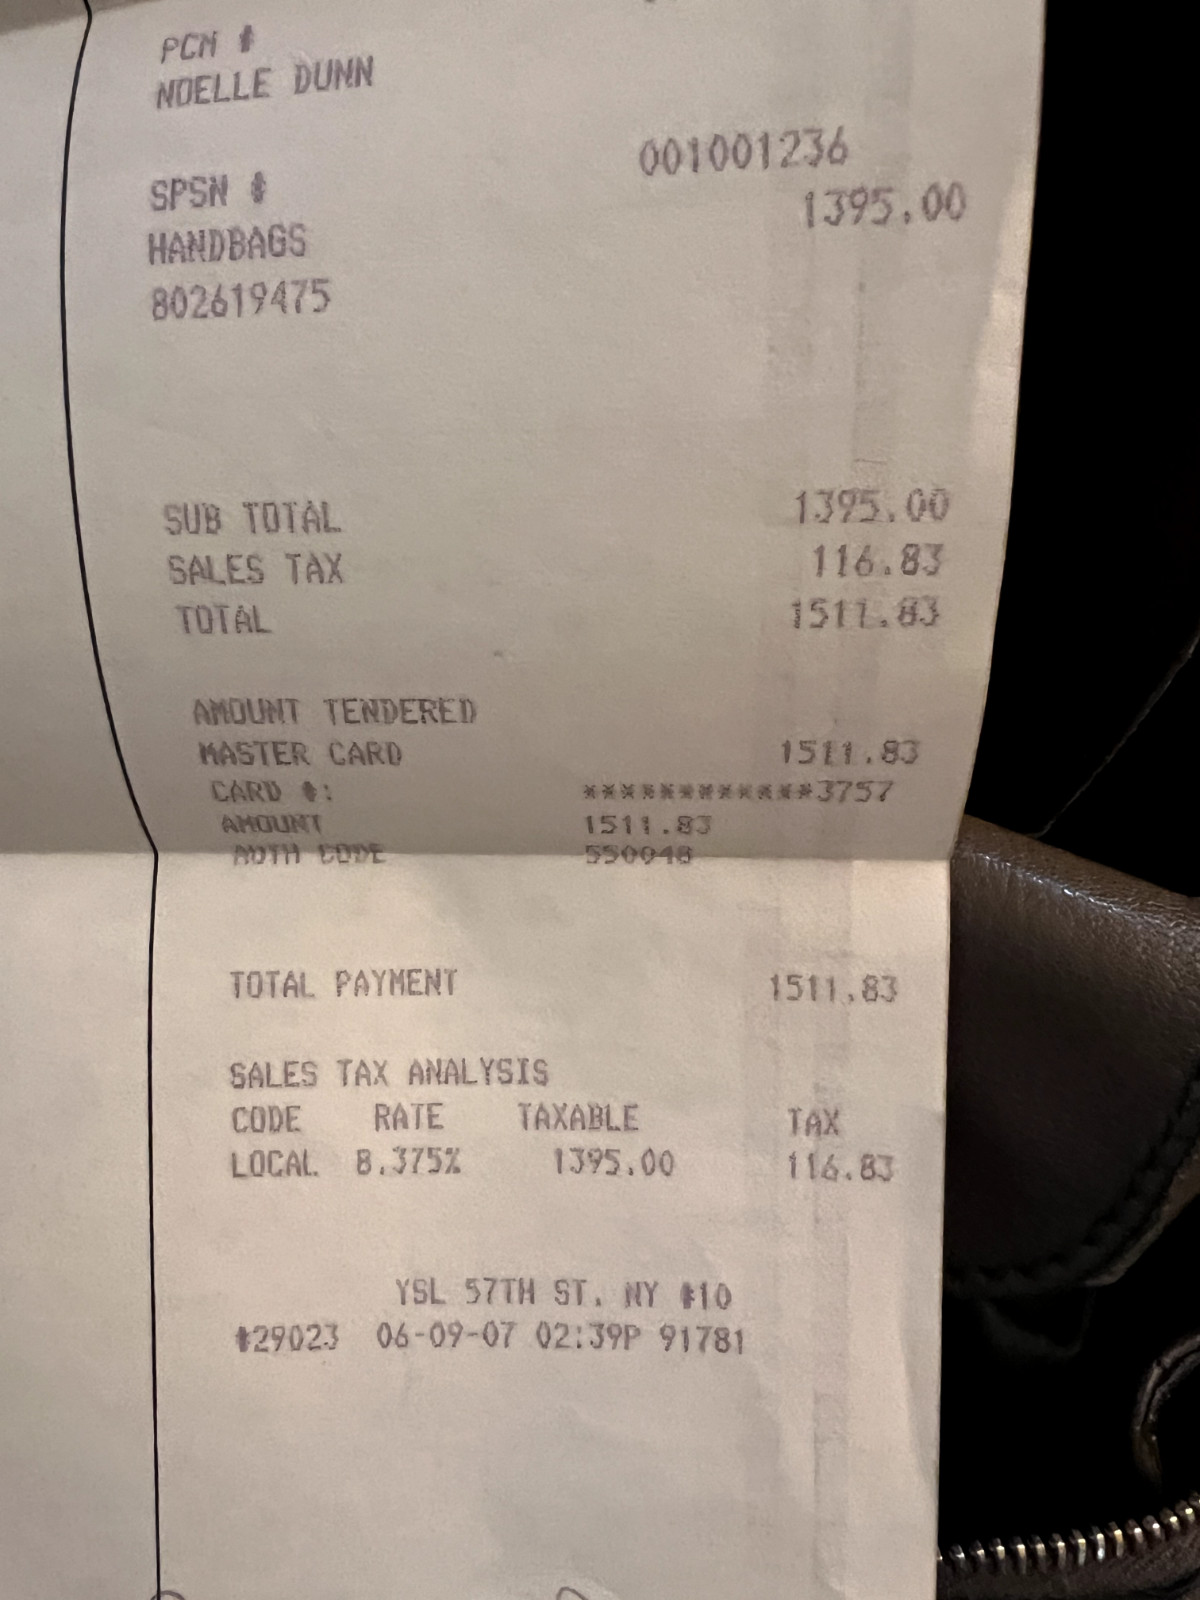 PCM #
NOELLE DUNN
001001236
SPSN #
1395.00
HANDBAGS
802619475
SUB TOTAL 1395.00
SALES TAX 116.83
TOTAL 1511.83
AMOUNT TENDERED
MASTER CARD 1511.83
CARD #: ************3757
AMOUNT 1511.83
AUTH CODE 550048
TOTAL PAYMENT 1511.83
SALES TAX ANALYSIS
CODE RATE TAXABLE TAX
LOCAL 8.375% 1395.00 116.83
YSL 57TH ST. NY #10
#29023 06-09-07 02:39P 91781